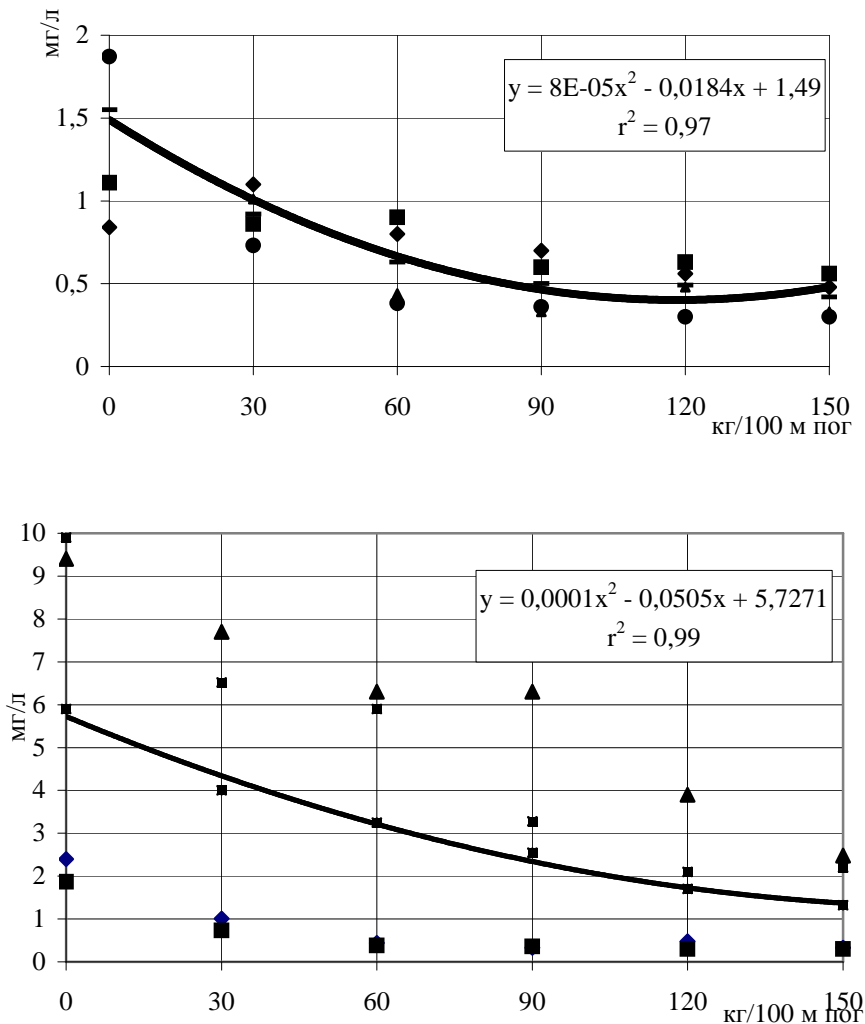 мг/л
2
1,5
1
0,5
0
y = 8E-05x² - 0,0184x + 1,49
r² = 0,97
0 30 60 90 120 150
кг/100 м пог
10
9
8
7
6
5
4
3
2
1
0
мг/л
y = 0,0001x² - 0,0505x + 5,7271
r² = 0,99
0 30 60 90 120 150
кг/100 м пог